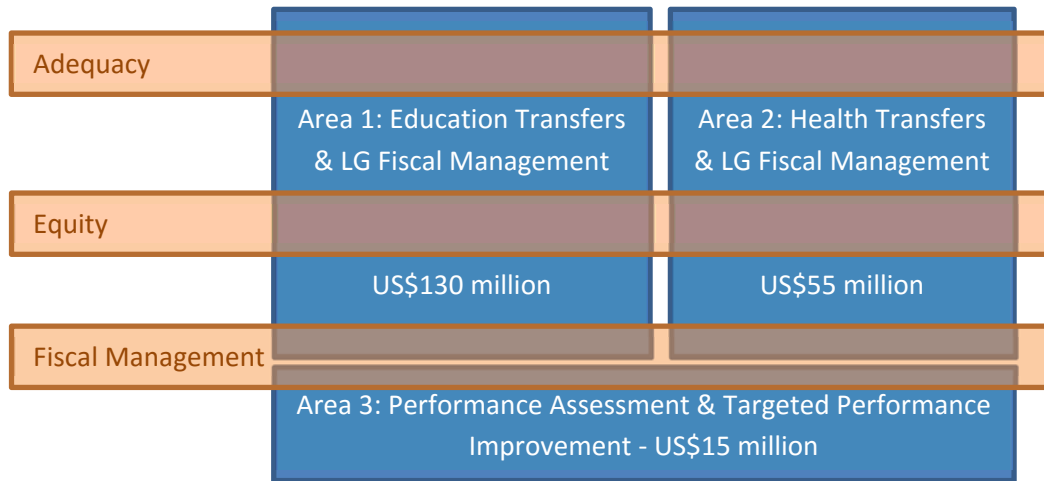 Adequacy
Area 1: Education Transfers
& LG Fiscal Management
Area 2: Health Transfers
& LG Fiscal Management
Equity
US$130 million
US$55 million
Fiscal Management
Area 3: Performance Assessment & Targeted Performance
Improvement - US$15 million